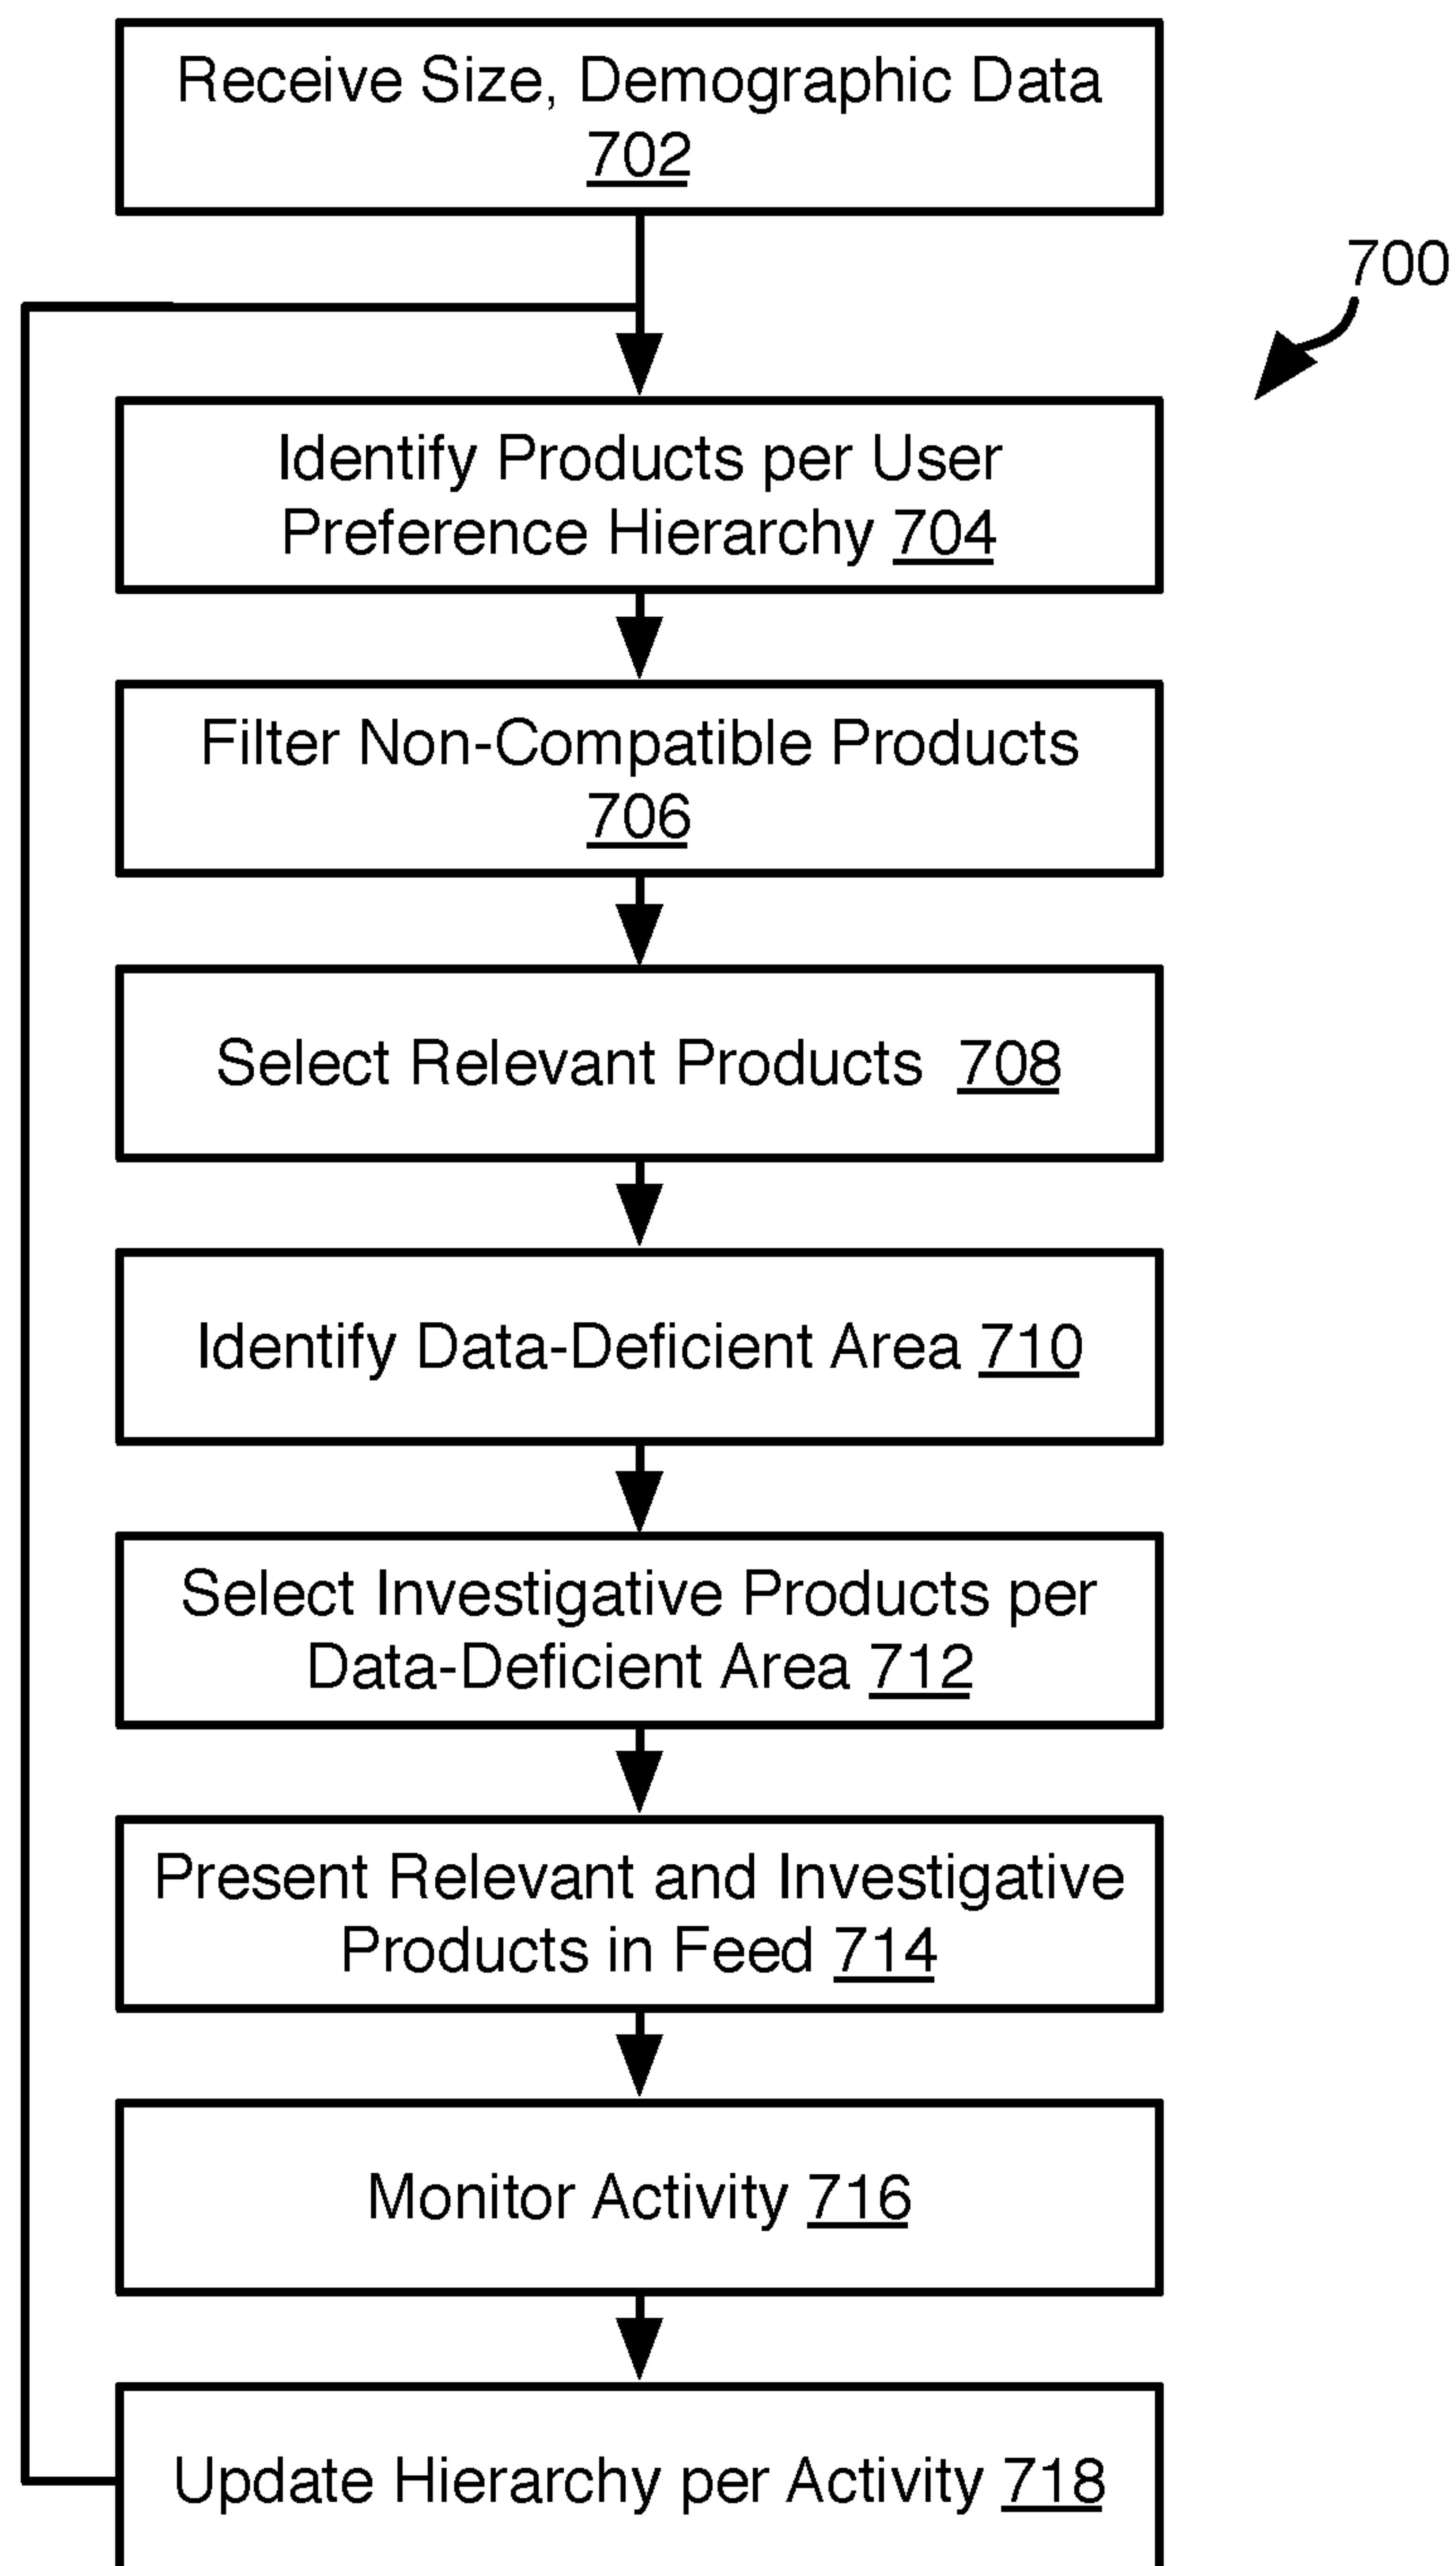 Receive Size, Demographic Data
702
700
Identify Products per User
Preference Hierarchy 704
Filter Non-Compatible Products
706
Select Relevant Products 708
Identify Data-Deficient Area 710
Select Investigative Products per
Data-Deficient Area 712
Present Relevant and Investigative
Products in Feed 714
Monitor Activity 716
Update Hierarchy per Activity 718